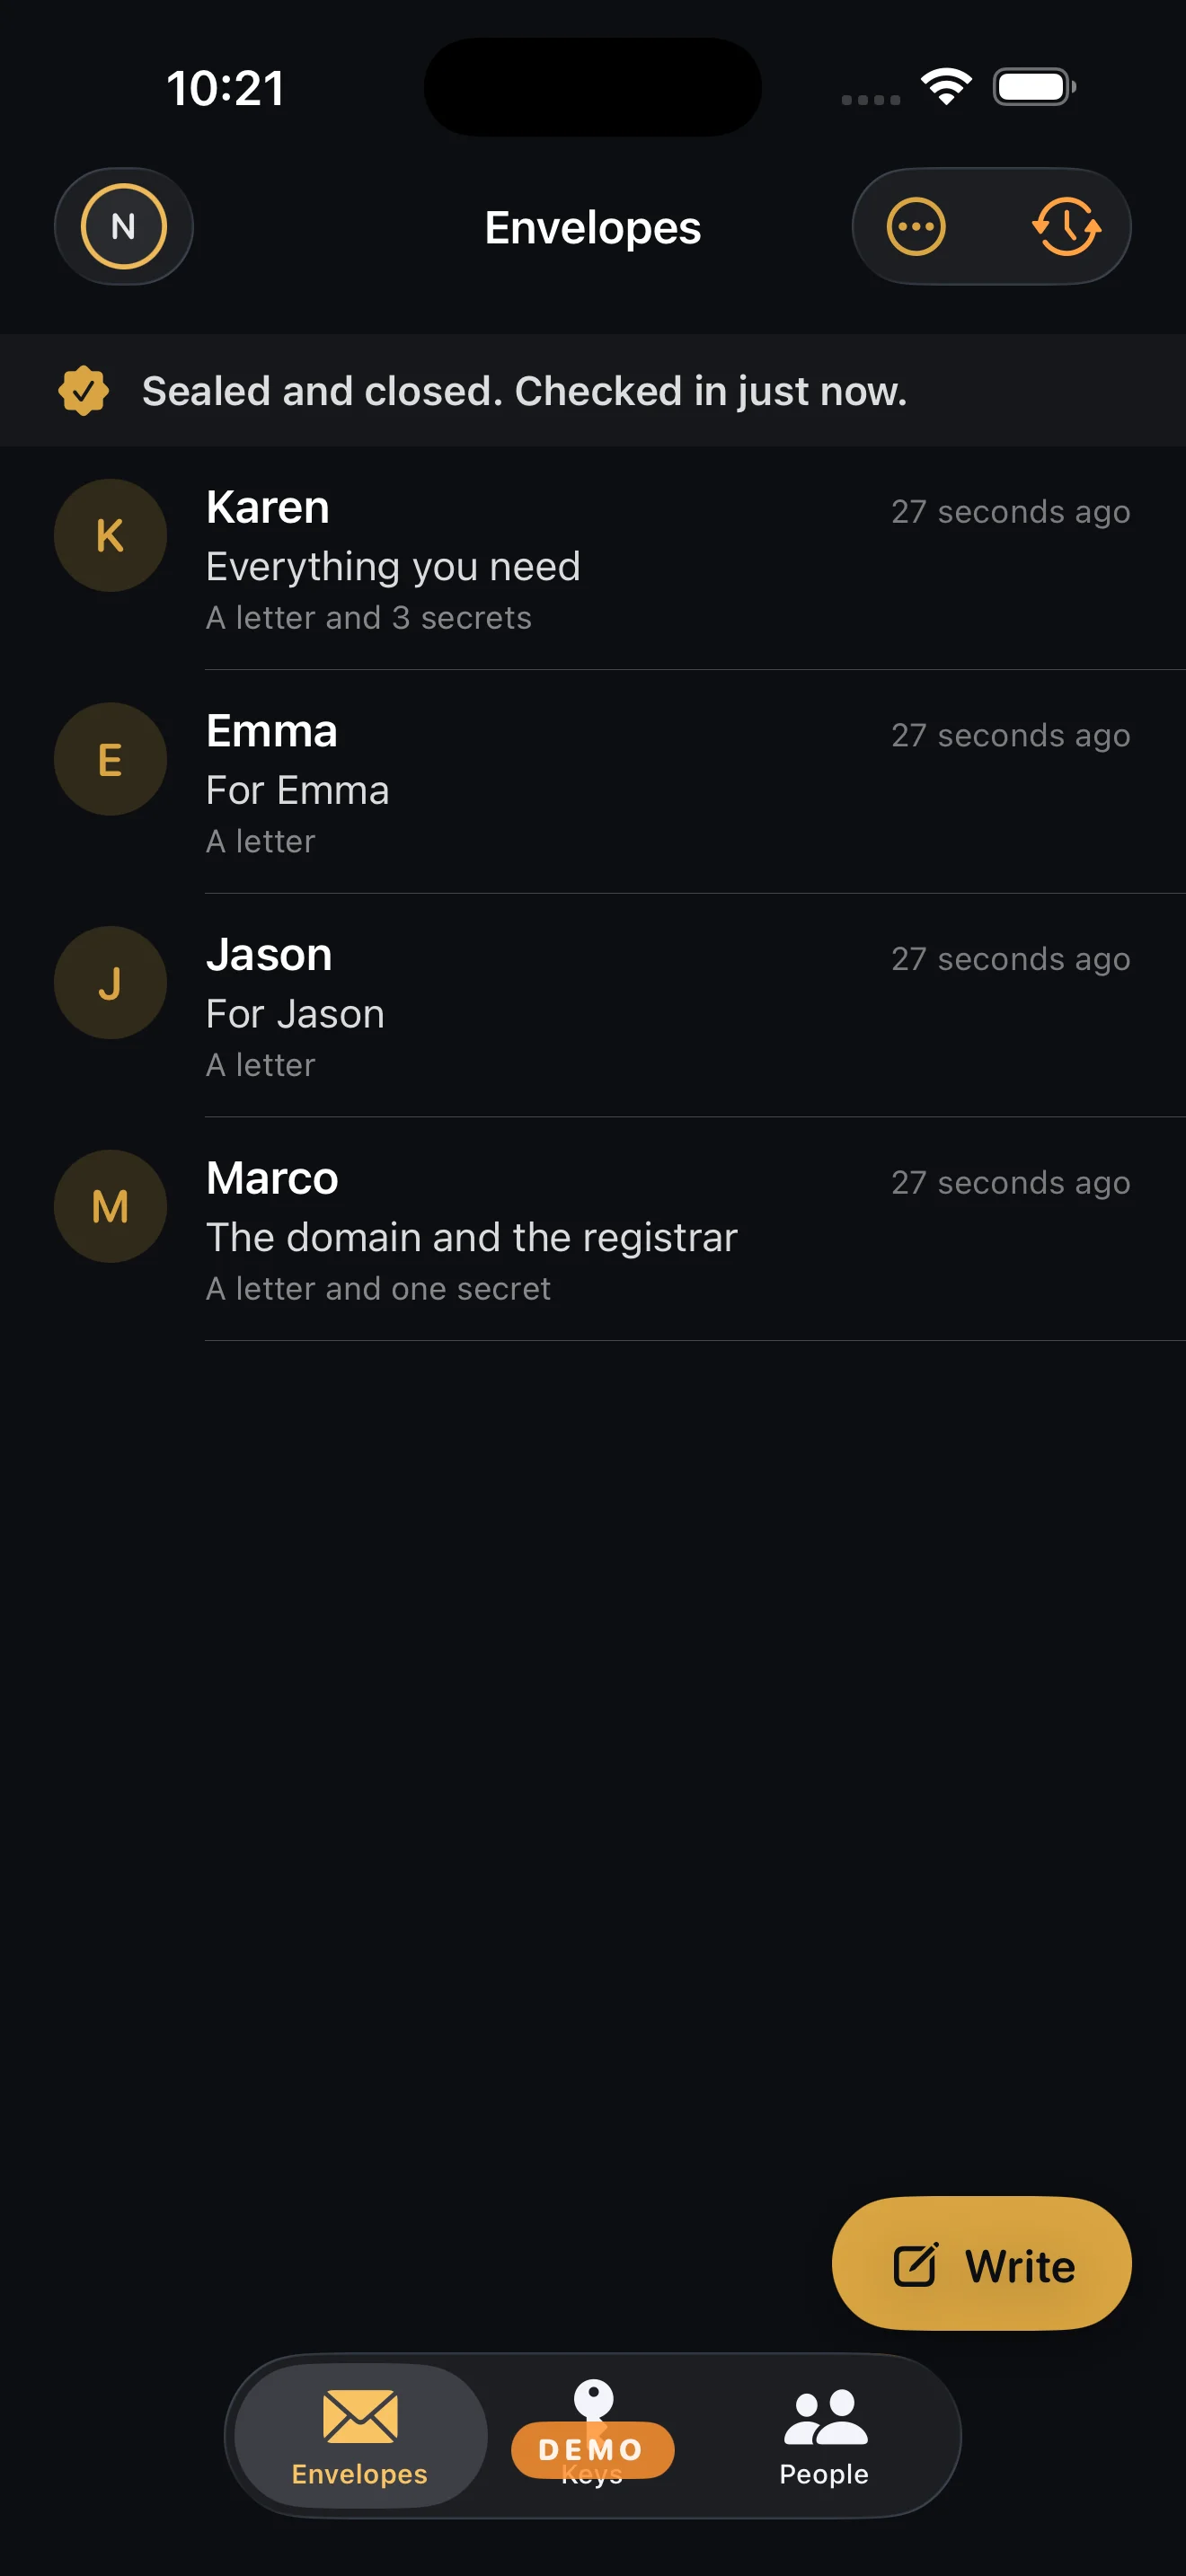 10:21
N
Envelopes
Sealed and closed. Checked in just now.
K
Karen
27 seconds ago
Everything you need
A letter and 3 secrets
E
Emma
27 seconds ago
For Emma
A letter
J
Jason
27 seconds ago
For Jason
A letter
M
Marco
27 seconds ago
The domain and the registrar
A letter and one secret
Write
DEMO
Envelopes
Keys
People